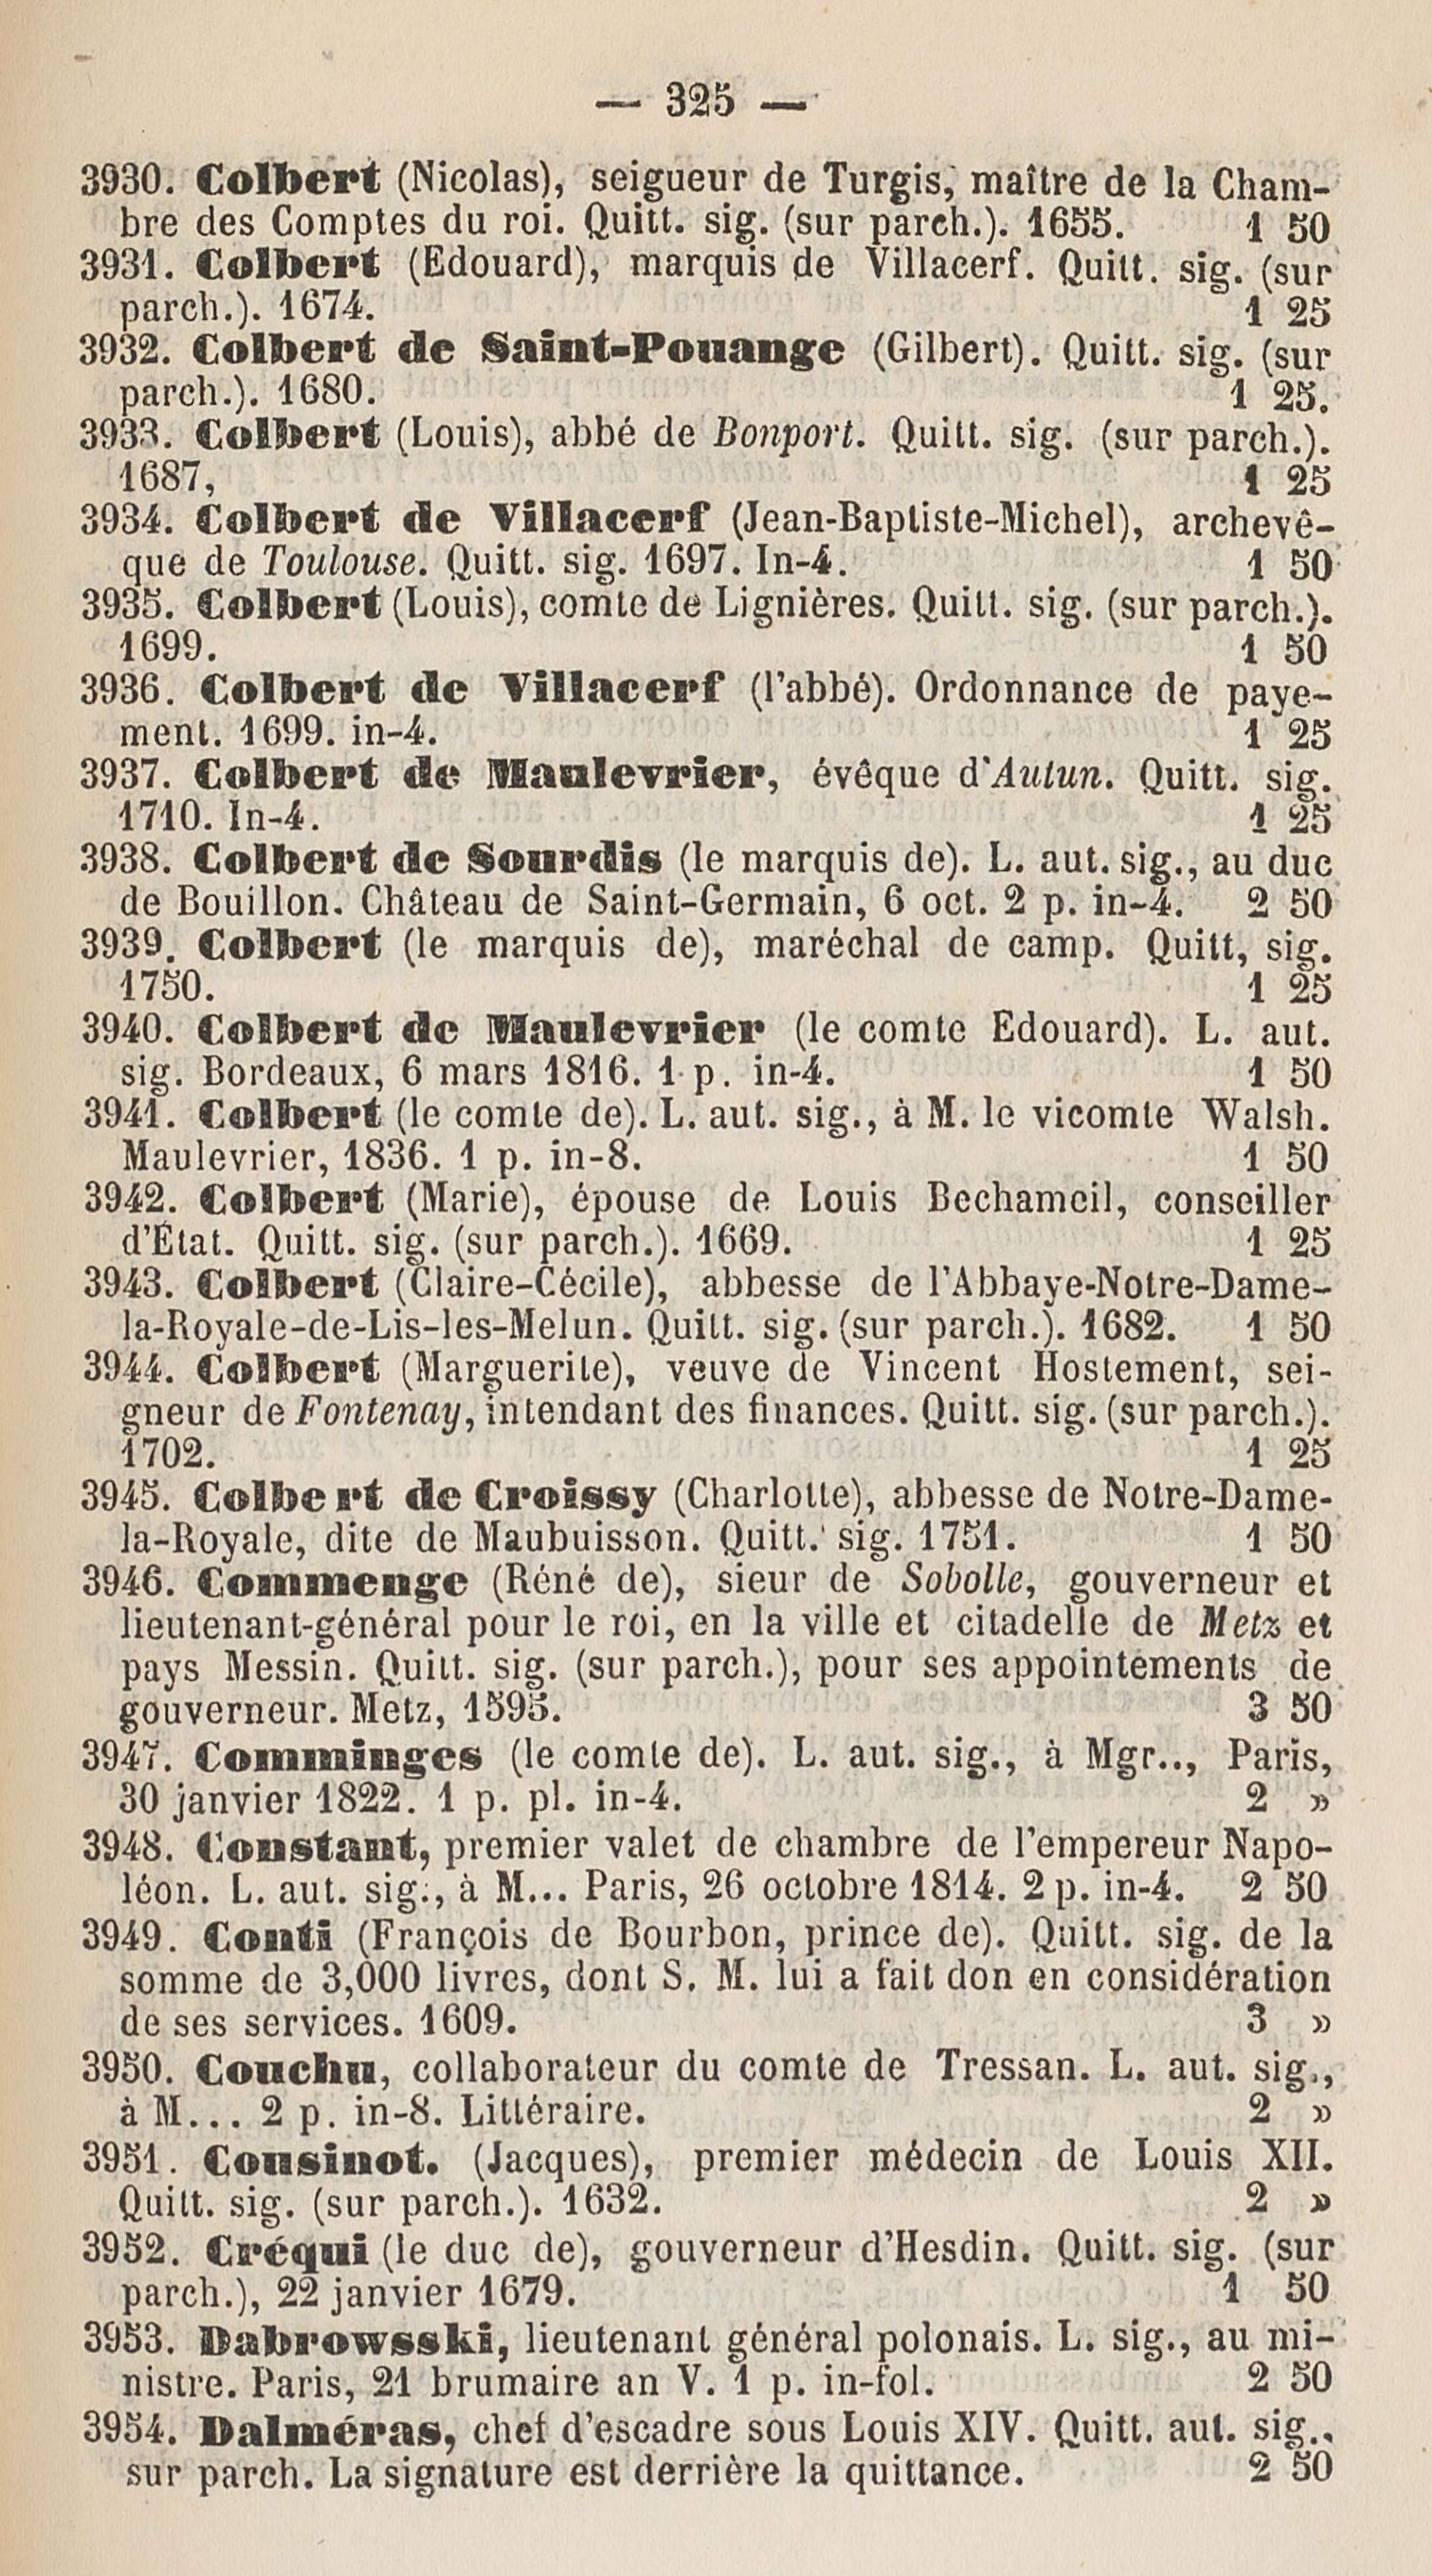 — 325 —
3930. Colbert (Nicolas), seigueur de Turgis, maître de la Cham-
bre des Comptes du roi. Quitt. sig. (sur parch.). 1655. 1 50
3931. Colbert (Edouard), marquis de Villacerf. Quitt. sig. (sur
parch.). 1674. 1 25
3932. Colbert de Saint-Pouange (Gilbert). Quitt. sig. (sur
parch.). 1680. 1 25.
3933. Colbert (Louis), abbé de Bonport. Quitt. sig. (sur parch.).
1687, 1 25
3934. Colbert de Villacerf (Jean-Baptiste-Michel), archevê-
que de Toulouse. Quitt. sig. 1697. In-4. 1 50
3935. Colbert (Louis), comte de Lignières. Quitt. sig. (sur parch.).
1699. 1 50
3936. Colbert de Villacerf (l'abbé). Ordonnance de paye-
ment. 1699. in-4. 1 25
3937. Colbert de Maulevrier, évêque d'Autun. Quitt. sig.
1710. In-4. 1 25
3938. Colbert de Sourdis (le marquis de). L. aut. sig., au duc
de Bouillon. Château de Saint-Germain, 6 oct. 2 p. in-4. 2 50
3939. Colbert (le marquis de), maréchal de camp. Quitt, sig.
1750. 1 25
3940. Colbert de Maulevrier (le comte Edouard). L. aut.
sig. Bordeaux, 6 mars 1816. 1 p. in-4. 1 50
3941. Colbert (le comte de). L. aut. sig., à M. le vicomte Walsh.
Maulevrier, 1836. 1 p. in-8. 1 50
3942. Colbert (Marie), épouse de Louis Bechameil, conseiller
d'État. Quitt. sig. (sur parch.). 1669. 1 25
3943. Colbert (Claire-Cécile), abbesse de l'Abbaye-Notre-Dame-
la-Royale-de-Lis-les-Melun. Quitt. sig. (sur parch.). 1682. 1 50
3944. Colbert (Marguerite), veuve de Vincent Hostement, sei-
gneur de Fontenay, intendant des finances. Quitt. sig. (sur parch.).
1702. 1 25
3945. Colbert de Croissy (Charlotte), abbesse de Notre-Dame-
la-Royale, dite de Maubuisson. Quitt. sig. 1751. 1 50
3946. Commenge (Réné de), sieur de Sobolle, gouverneur et
lieutenant-général pour le roi, en la ville et citadelle de Metz et
pays Messin. Quitt. sig. (sur parch.), pour ses appointements de
gouverneur. Metz, 1595. 3 50
3947. Comminges (le comte de). L. aut. sig., à Mgr.., Paris,
30 janvier 1822. 1 p. pl. in-4. 2 »
3948. Constant, premier valet de chambre de l'empereur Napo-
léon. L. aut. sig., à M... Paris, 26 octobre 1814. 2 p. in-4. 2 50
3949. Conti (François de Bourbon, prince de). Quitt. sig. de la
somme de 3,000 livres, dont S. M. lui a fait don en considération
de ses services. 1609. 3 »
3950. Couchu, collaborateur du comte de Tressan. L. aut. sig.,
à M... 2 p. in-8. Littéraire. 2 »
3951. Cousinot. (Jacques), premier médecin de Louis XII.
Quitt. sig. (sur parch.). 1632. 2 »
3952. Créqui (le duc de), gouverneur d'Hesdin. Quitt. sig. (sur
parch.), 22 janvier 1679. 1 50
3953. Dabrowsski, lieutenant général polonais. L. sig., au mi-
nistre. Paris, 21 brumaire an V. 1 p. in-fol. 2 50
3954. Dalméras, chef d'escadre sous Louis XIV. Quitt. aut. sig.,
sur parch. La signature est derrière la quittance. 2 50